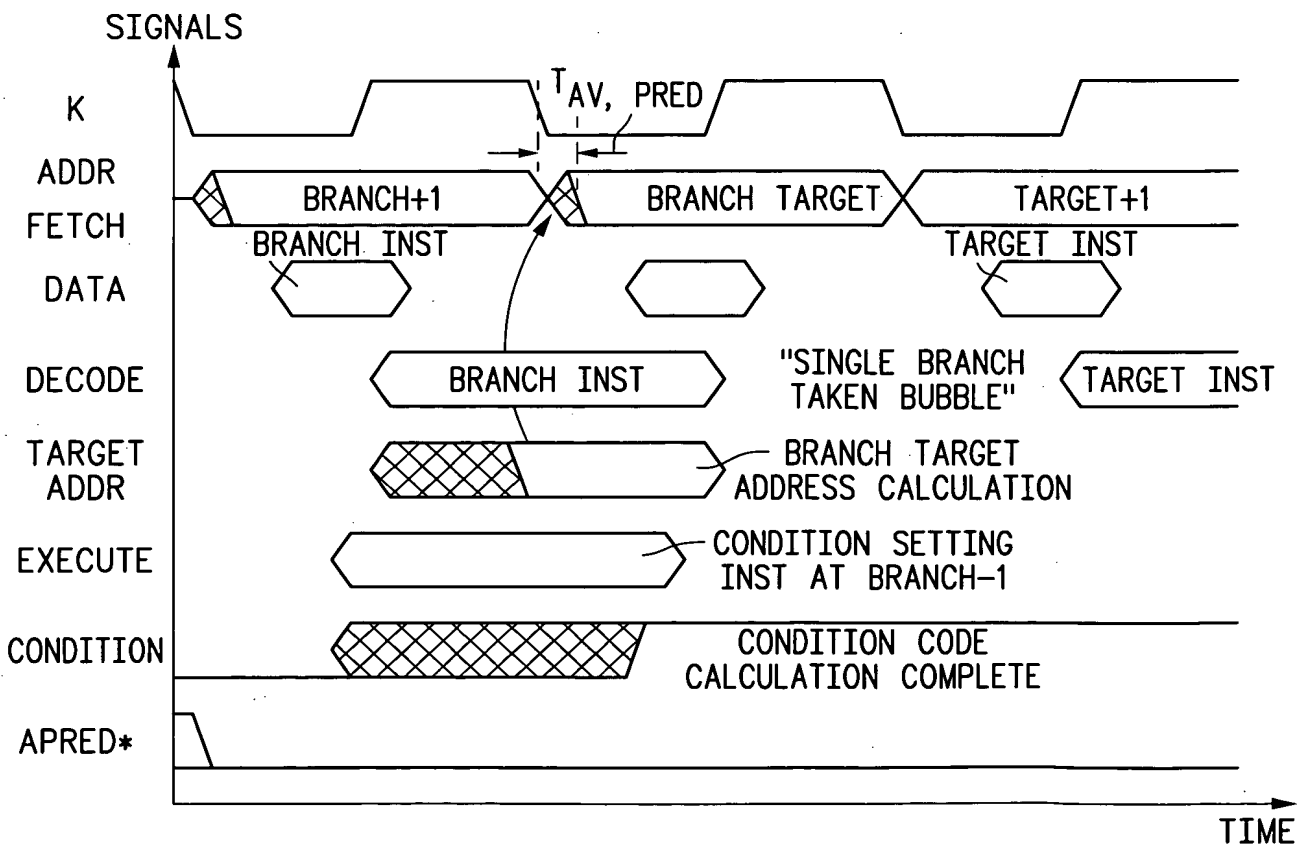 SIGNALS
K
T AV, PRED
ADDR
BRANCH+1
BRANCH TARGET
TARGET+1
FETCH
BRANCH INST
TARGET INST
DATA
DECODE
BRANCH INST
"SINGLE BRANCH
TAKEN BUBBLE"
TARGET INST
TARGET
ADDR
BRANCH TARGET
ADDRESS CALCULATION
EXECUTE
CONDITION SETTING
INST AT BRANCH-1
CONDITION
CONDITION CODE
CALCULATION COMPLETE
APRED*
TIME